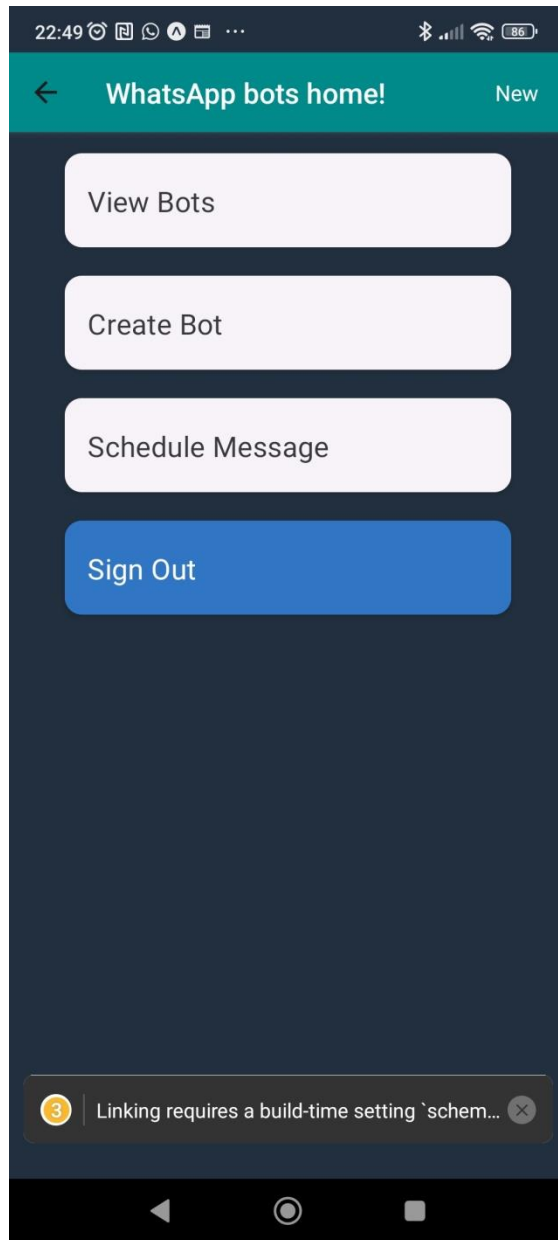 22:49 ... 86
WhatsApp bots home! New
View Bots
Create Bot
Schedule Message
Sign Out
3 Linking requires a build-time setting `schem...